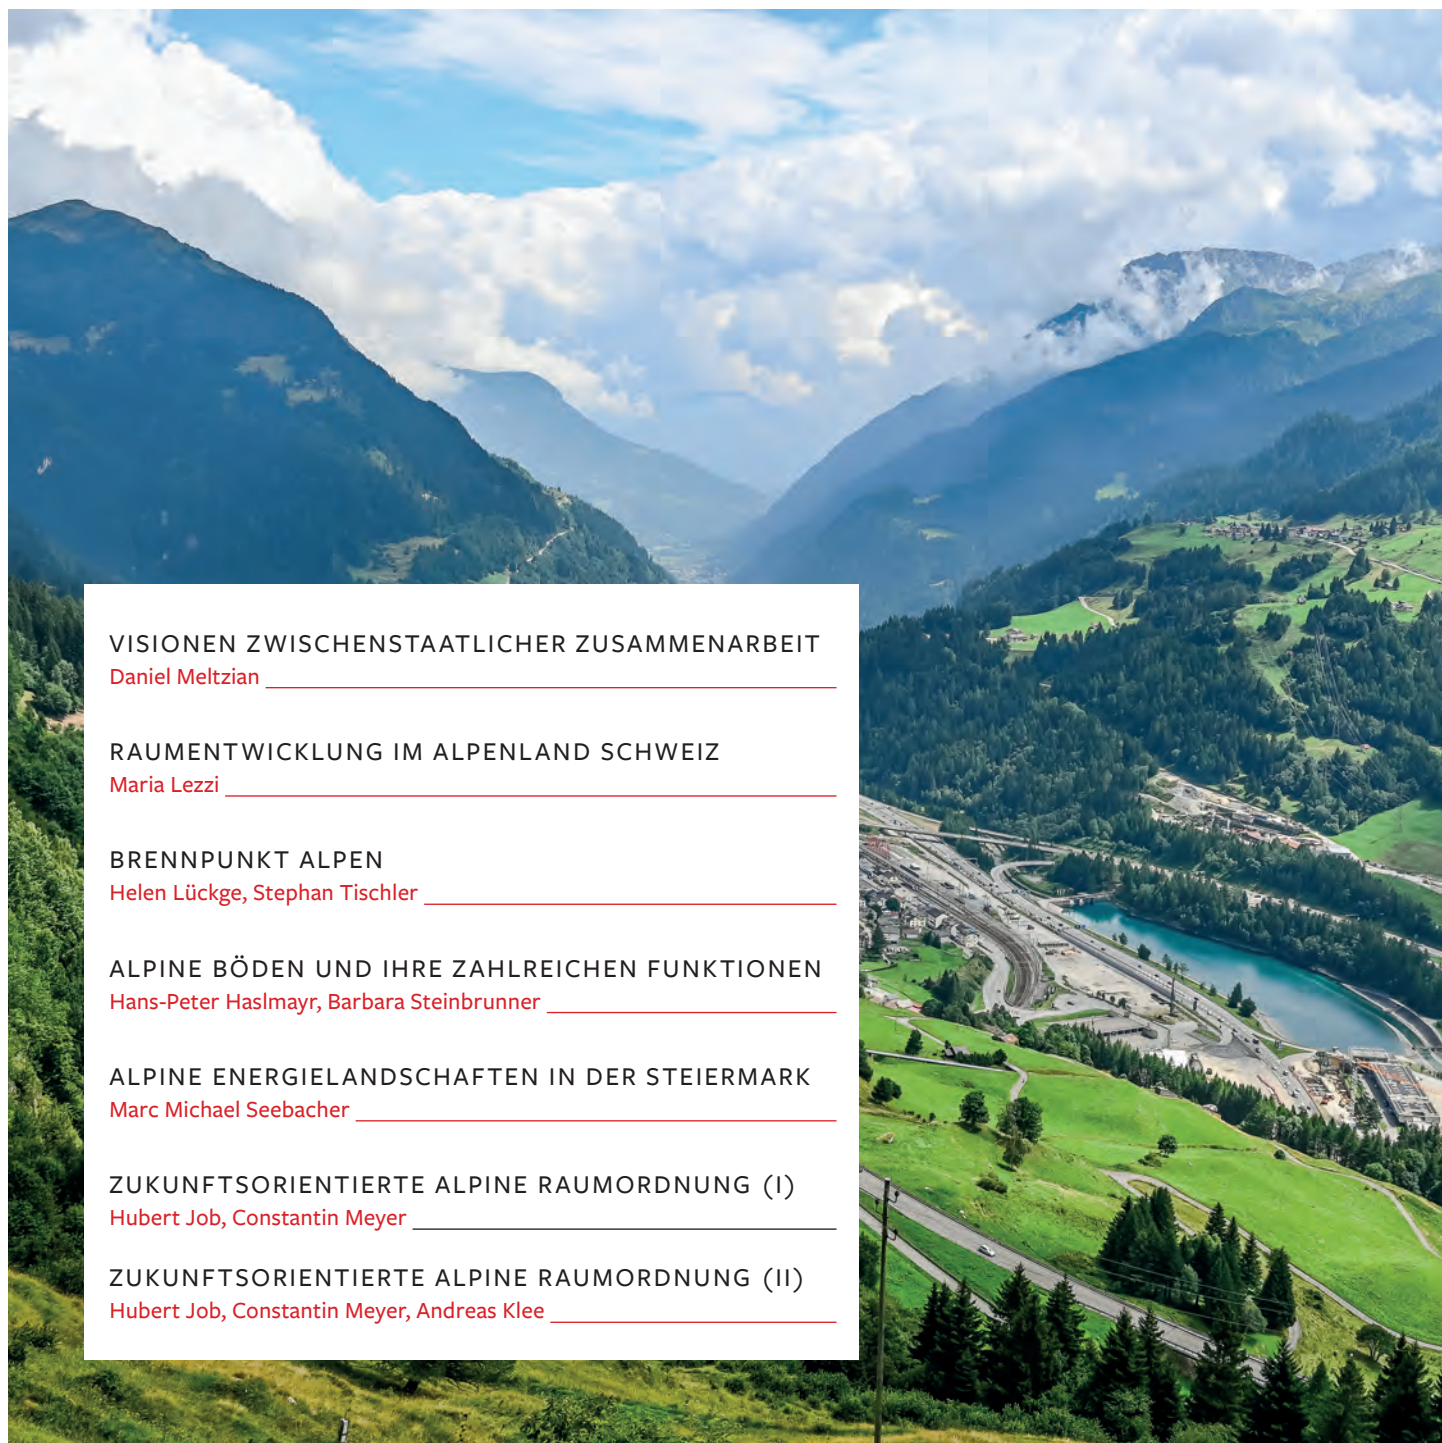 VISIONEN ZWISCHENSTAATLICHER ZUSAMMENARBEIT
Daniel Meltzian
RAUMENTWICKLUNG IM ALPENLAND SCHWEIZ
Maria Lezzi
BRENNPUNKT ALPEN
Helen Lückge, Stephan Tischler
ALPINE BÖDEN UND IHRE ZAHLREICHEN FUNKTIONEN
Hans-Peter Haslmayr, Barbara Steinbrunner
ALPINE ENERGIELANDSCHAFTEN IN DER STEIERMARK
Marc Michael Seebacher
ZUKUNFTSORIENTIERTE ALPINE RAUMORDNUNG (I)
Hubert Job, Constantin Meyer
ZUKUNFTSORIENTIERTE ALPINE RAUMORDNUNG (II)
Hubert Job, Constantin Meyer, Andreas Klee